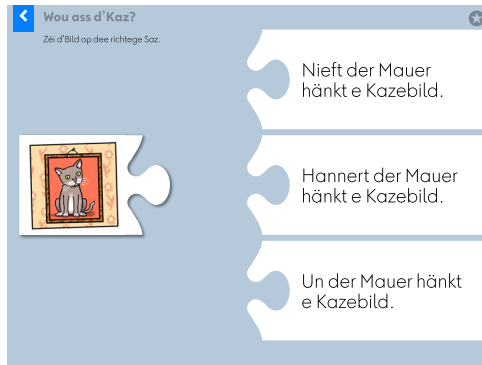 Wou ass d'Kaz?
Zéi d'Bild op dee richtege Saz.
Nieft der Mauer
hänkt e Kazebild.
Hannert der Mauer
hänkt e Kazebild.
Un der Mauer hänkt
e Kazebild.